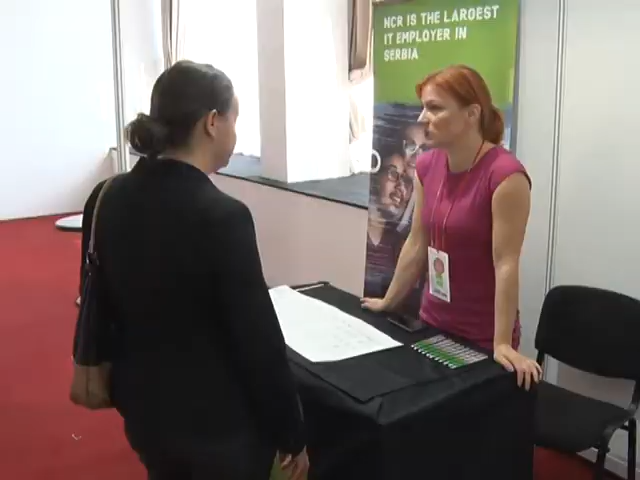 NCR IS THE LARGEST
IT EMPLOYER IN
SERBIA